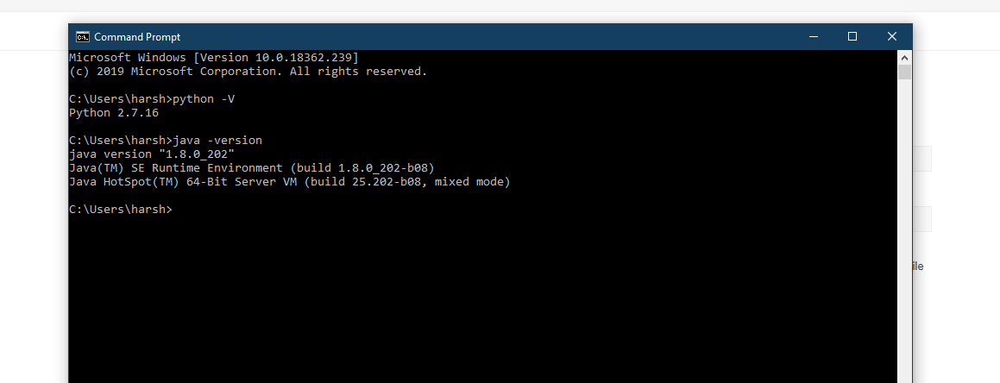 Command Prompt
Microsoft Windows [Version 10.0.18362.239]
(c) 2019 Microsoft Corporation. All rights reserved.
C:\Users\harsh>python -V
Python 2.7.16
C:\Users\harsh>java -version
java version "1.8.0_202"
Java(TM) SE Runtime Environment (build 1.8.0_202-b08)
Java HotSpot(TM) 64-Bit Server VM (build 25.202-b08, mixed mode)
C:\Users\harsh>
ile